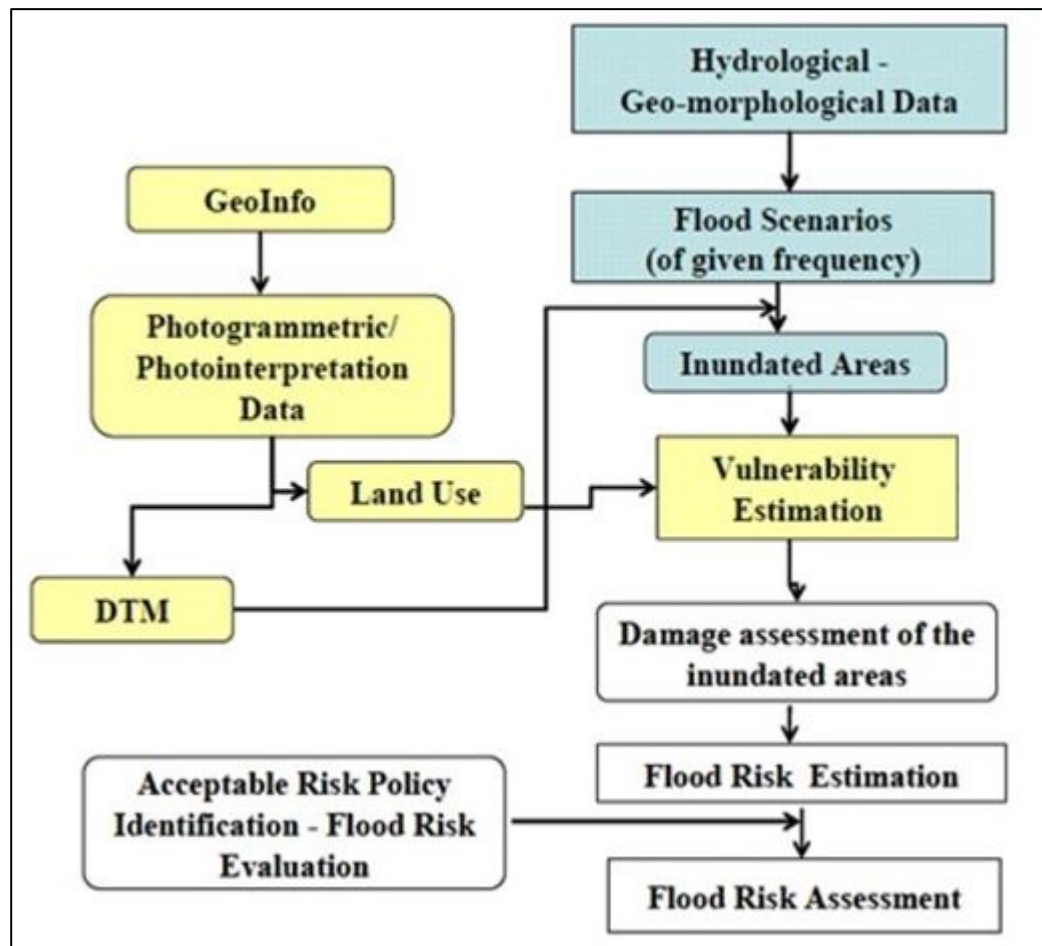 Hydrological -
Geo-morphological Data
GeoInfo
Flood Scenarios
(of given frequency)
Photogrammetric/
Photointerpretation
Data
Inundated Areas
Land Use
Vulnerability
Estimation
DTM
Damage assessment of the
inundated areas
Flood Risk Estimation
Acceptable Risk Policy
Identification - Flood Risk
Evaluation
Flood Risk Assessment